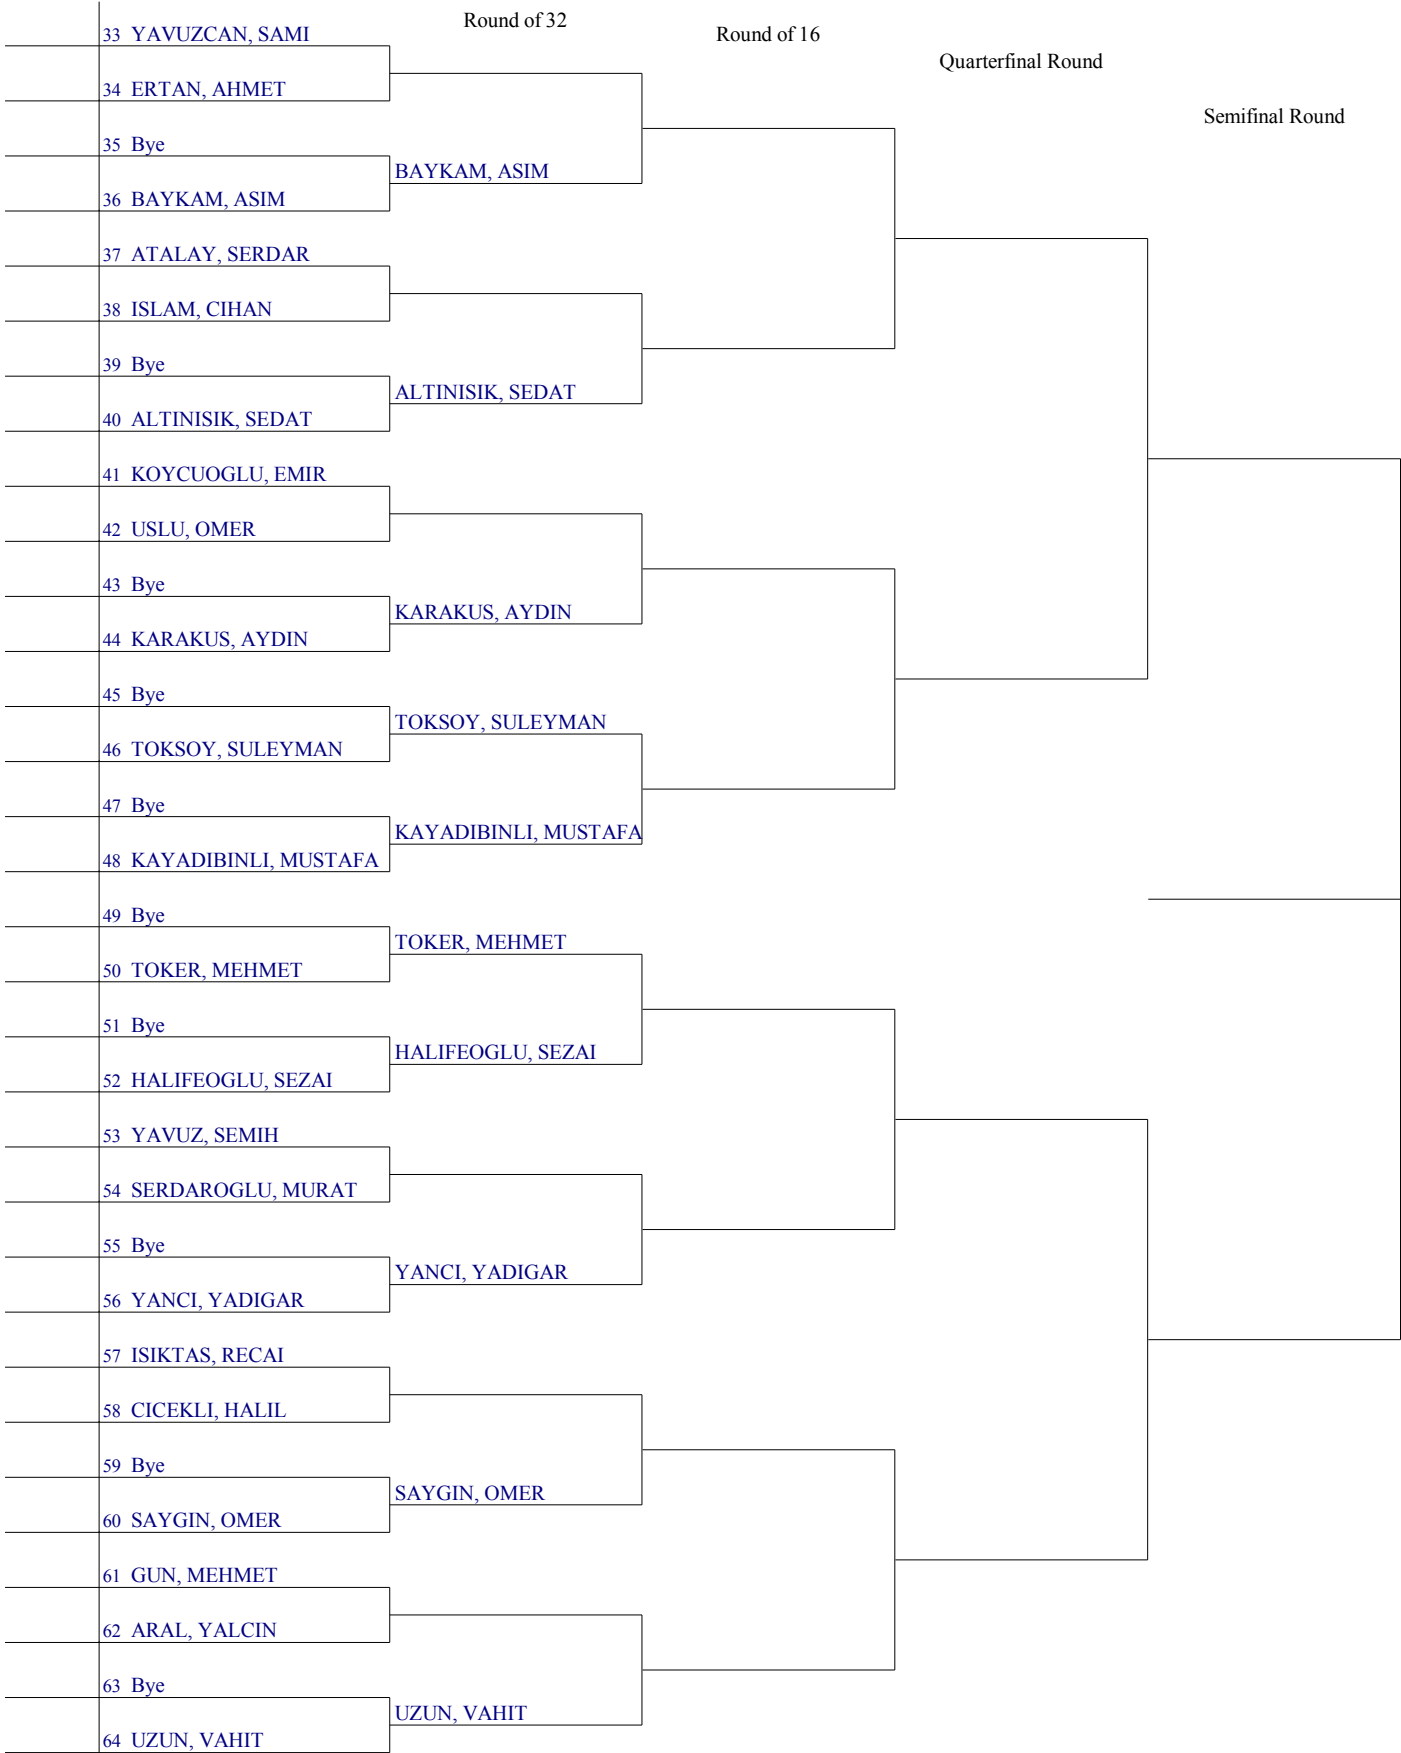 Round of 32
Round of 16
Quarterfinal Round
Semifinal Round
33 YAVUZCAN, SAMI
34 ERTAN, AHMET
35 Bye
BAYKAM, ASIM
36 BAYKAM, ASIM
37 ATALAY, SERDAR
38 ISLAM, CIHAN
39 Bye
ALTINISIK, SEDAT
40 ALTINISIK, SEDAT
41 KOYCUOGLU, EMIR
42 USLU, OMER
43 Bye
KARAKUS, AYDIN
44 KARAKUS, AYDIN
45 Bye
TOKSOY, SULEYMAN
46 TOKSOY, SULEYMAN
47 Bye
KAYADIBINLI, MUSTAFA
48 KAYADIBINLI, MUSTAFA
49 Bye
TOKER, MEHMET
50 TOKER, MEHMET
51 Bye
HALIFEOGLU, SEZAI
52 HALIFEOGLU, SEZAI
53 YAVUZ, SEMIH
54 SERDAROGLU, MURAT
55 Bye
YANCI, YADIGAR
56 YANCI, YADIGAR
57 ISIKTAS, RECAI
58 CICEKLI, HALIL
59 Bye
SAYGIN, OMER
60 SAYGIN, OMER
61 GUN, MEHMET
62 ARAL, YALCIN
63 Bye
UZUN, VAHIT
64 UZUN, VAHIT